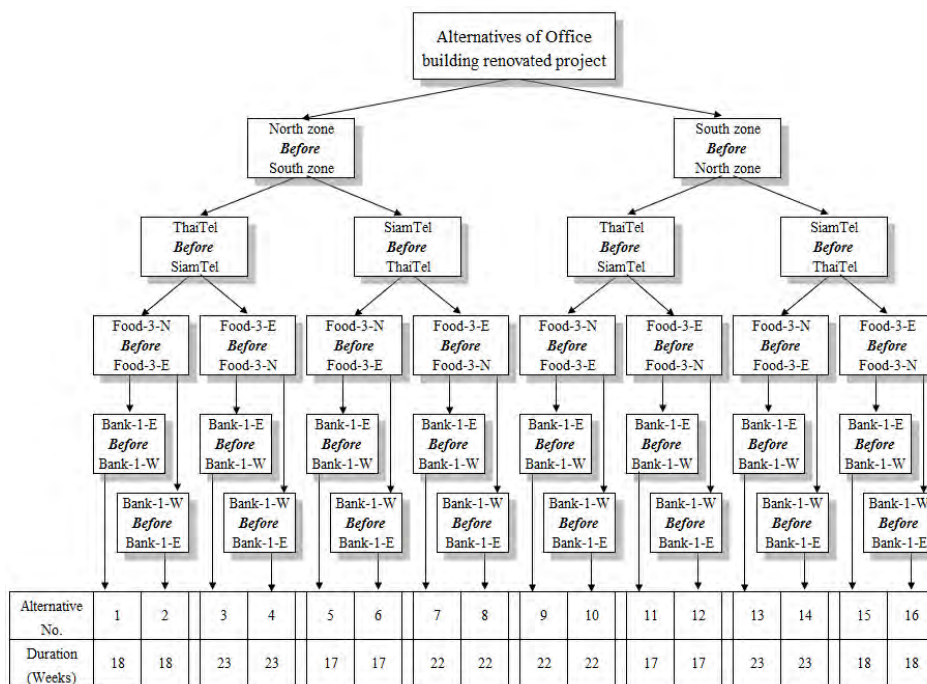 Alternatives of Office
building renovated project
North zone
Before
South zone
South zone
Before
North zone
ThaiTel
Before
SiamTel
SiamTel
Before
ThaiTel
ThaiTel
Before
SiamTel
SiamTel
Before
ThaiTel
Food-3-N
Before
Food-3-E
Food-3-E
Before
Food-3-N
Food-3-N
Before
Food-3-E
Food-3-E
Before
Food-3-N
Food-3-N
Before
Food-3-E
Food-3-E
Before
Food-3-N
Food-3-N
Before
Food-3-E
Food-3-E
Before
Food-3-N
Bank-1-E
Before
Bank-1-W
Bank-1-E
Before
Bank-1-W
Bank-1-E
Before
Bank-1-W
Bank-1-E
Before
Bank-1-W
Bank-1-E
Before
Bank-1-W
Bank-1-E
Before
Bank-1-W
Bank-1-E
Before
Bank-1-W
Bank-1-E
Before
Bank-1-W
Bank-1-W
Before
Bank-1-E
Bank-1-W
Before
Bank-1-E
Bank-1-W
Before
Bank-1-E
Bank-1-W
Before
Bank-1-E
Bank-1-W
Before
Bank-1-E
Bank-1-W
Before
Bank-1-E
Bank-1-W
Before
Bank-1-E
Bank-1-W
Before
Bank-1-E
Alternative
No.
1 2 3 4 5 6 7 8 9 10 11 12 13 14 15 16
Duration
(Weeks)
18 18 23 23 17 17 22 22 22 22 17 17 23 23 18 18